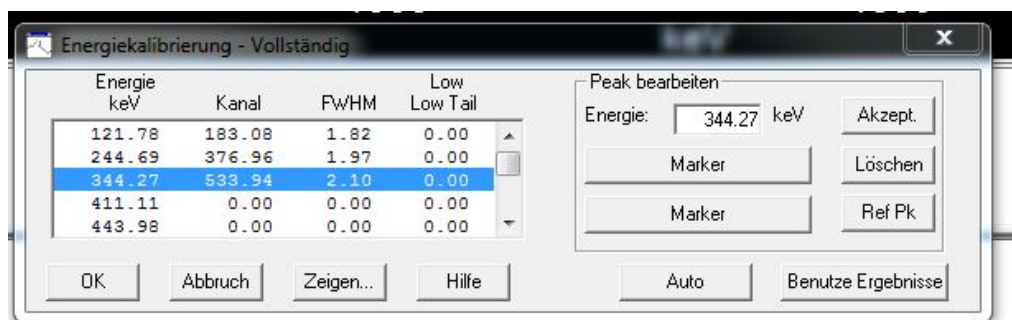 keV
Energiekalibrierung - Vollständig
x
Energie keV Kanal FWHM Low Low Tail
121.78 183.08 1.82 0.00
244.69 376.96 1.97 0.00
344.27 533.94 2.10 0.00
411.11 0.00 0.00 0.00
443.98 0.00 0.00 0.00
Peak bearbeiten
Energie: 344.27 keV Akzept.
Marker Löschen
Marker Ref Pk
OK Abbruch Zeigen... Hilfe Auto Benutze Ergebnisse